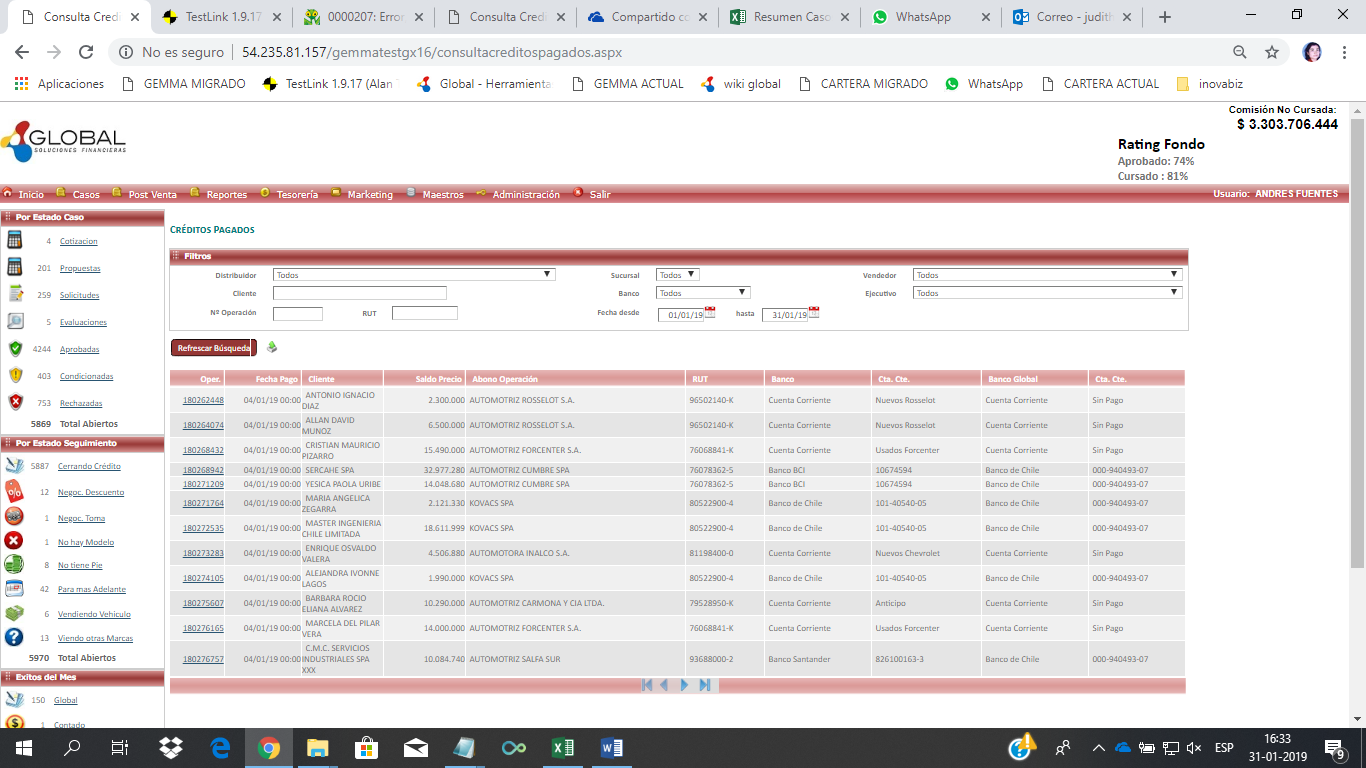 Consulta Credi
TestLink 1.9.17
0000207: Error
Consulta Credi
Compartido co
Resumen Caso
WhatsApp
Correo - judith
No es seguro
54.235.81.157/gemmatestgx16/consultacreditospagados.aspx
Aplicaciones
GEMMA MIGRADO
TestLink 1.9.17 (Alan
Global - Herramienta
GEMMA ACTUAL
wiki global
CARTERA MIGRADO
WhatsApp
CARTERA ACTUAL
inovabiz
GLOBAL
SOLUCIONES FINANCIERAS
Comisión No Cursada:
$ 3.303.706.444
Rating Fondo
Aprobado: 74%
Cursado : 81%
Inicio Casos Post Venta Reportes Tesorería Marketing Maestros Administración Salir
Usuario: ANDRES FUENTES
Por Estado Caso
4 Cotizacion
201 Propuestas
259 Solicitudes
5 Evaluaciones
4244 Aprobadas
403 Condicionadas
753 Rechazadas
5869 Total Abiertos
Por Estado Seguimiento
5887 Cerrando Crédito
12 Negoc. Descuento
1 Negoc. Toma
1 No hay Modelo
8 No tiene Pie
42 Para mas Adelante
6 Vendiendo Vehiculo
13 Viendo otras Marcas
5970 Total Abiertos
Exitos del Mes
150 Global
1 Contado
CRÉDITOS PAGADOS
Filtros
Distribuidor Todos Sucursal Todos Vendedor Todos
Cliente Banco Todos Ejecutivo Todos
Nº Operación RUT Fecha desde 01/01/19 hasta 31/01/19
Refrescar Búsqueda
Oper. Fecha Pago Cliente Saldo Precio Abono Operación RUT Banco Cta. Cte. Banco Global Cta. Cte.
180262448 04/01/19 00:00 ANTONIO IGNACIO DIAZ 2.300.000 AUTOMOTRIZ ROSSELOT S.A. 96502140-K Cuenta Corriente Nuevos Rosselot Cuenta Corriente Sin Pago
180264074 04/01/19 00:00 ALLAN DAVID MUNOZ 6.500.000 AUTOMOTRIZ ROSSELOT S.A. 96502140-K Cuenta Corriente Nuevos Rosselot Cuenta Corriente Sin Pago
180268432 04/01/19 00:00 CRISTIAN MAURICIO PIZARRO 15.490.000 AUTOMOTRIZ FORCENTER S.A. 76068841-K Cuenta Corriente Usados Forcenter Cuenta Corriente Sin Pago
180268942 04/01/19 00:00 SERCAHE SPA 32.977.280 AUTOMOTRIZ CUMBRE SPA 76078362-5 Banco BCI 10674594 Banco de Chile 000-940493-07
180271209 04/01/19 00:00 YESICA PAOLA URIBE 14.048.680 AUTOMOTRIZ CUMBRE SPA 76078362-5 Banco BCI 10674594 Banco de Chile 000-940493-07
180271764 04/01/19 00:00 MARIA ANGELICA ZEGARRA 2.121.330 KOVACS SPA 80522900-4 Banco de Chile 101-40540-05 Banco de Chile 000-940493-07
180272535 04/01/19 00:00 MASTER INGENIERIA CHILE LIMITADA 18.611.999 KOVACS SPA 80522900-4 Banco de Chile 101-40540-05 Banco de Chile 000-940493-07
180273283 04/01/19 00:00 ENRIQUE OSVALDO VALERA 4.506.880 AUTOMOTORA INALCO S.A. 81198400-0 Cuenta Corriente Nuevos Chevrolet Cuenta Corriente Sin Pago
180274105 04/01/19 00:00 ALEJANDRA IVONNE LAGOS 1.990.000 KOVACS SPA 80522900-4 Banco de Chile 101-40540-05 Banco de Chile 000-940493-07
180275607 04/01/19 00:00 BARBARA ROCIO ELIANA ALVAREZ 10.290.000 AUTOMOTRIZ CARMONA Y CIA LTDA. 79528950-K Cuenta Corriente Anticipo Cuenta Corriente Sin Pago
180276165 04/01/19 00:00 MARCELA DEL PILAR VERA 14.000.000 AUTOMOTRIZ FORCENTER S.A. 76068841-K Cuenta Corriente Usados Forcenter Cuenta Corriente Sin Pago
180276757 04/01/19 00:00 C.M.C. SERVICIOS INDUSTRIALES SPA XXX 10.084.740 AUTOMOTRIZ SALFA SUR 93688000-2 Banco Santander 826100163-3 Banco de Chile 000-940493-07
ESP
16:33
31-01-2019
9